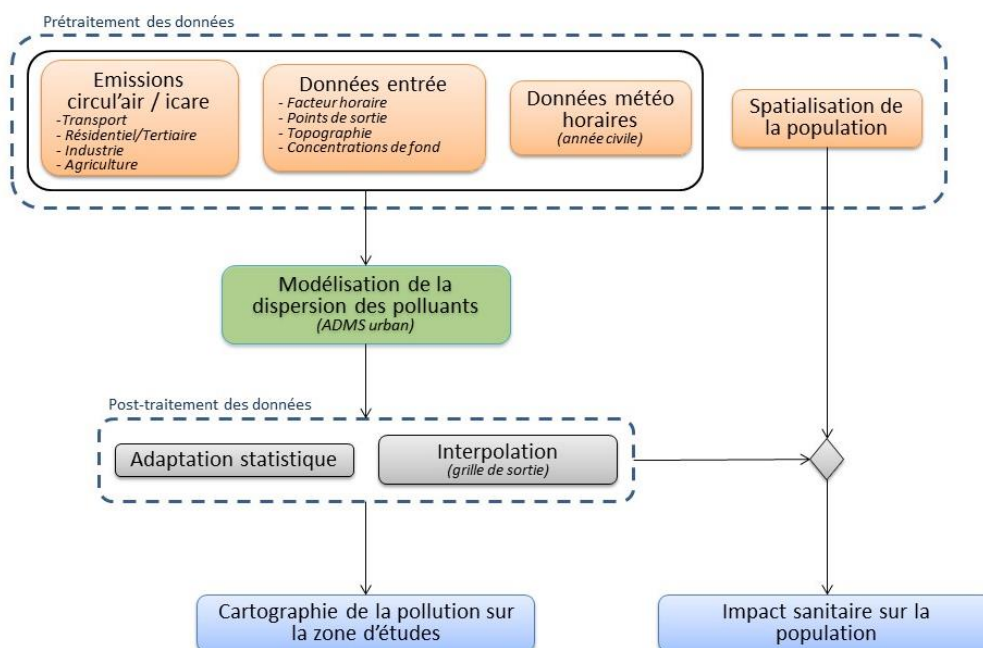 Prétraitement des données
Emissions
circul'air / icare
-Transport
- Résidentiel/Tertiaire
- Industrie
- Agriculture
Données entrée
- Facteur horaire
- Points de sortie
- Topographie
- Concentrations de fond
Données météo
horaires
(année civile)
Spatialisation de
la population
Modélisation de la
dispersion des polluants
(ADMS urban)
Post-traitement des données
Adaptation statistique
Interpolation
(grille de sortie)
Cartographie de la pollution sur
la zone d'études
Impact sanitaire sur la
population